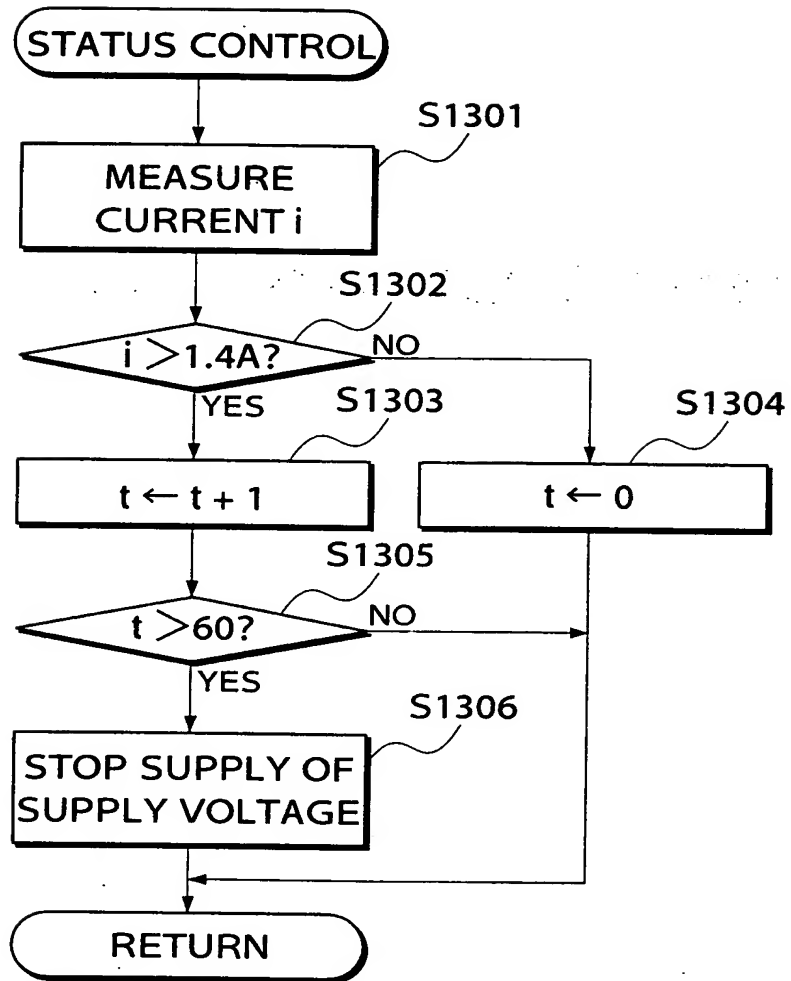 STATUS CONTROL
S1301
MEASURE
CURRENT i
S1302
i >1.4A?
NO
YES
S1303
S1304
t ← t + 1
t ← 0
S1305
t >60?
NO
YES
S1306
STOP SUPPLY OF
SUPPLY VOLTAGE
RETURN